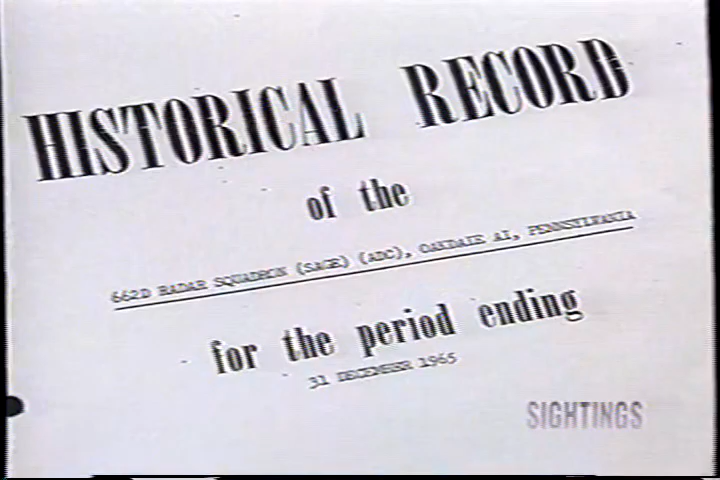 HISTORICAL RECORD
of the
662D RADAR SQUADRON (SAGE) (ADC), OAKDALE AI, PENNSYLVANIA
for the period ending
31 DECEMBER 1965
SIGHTINGS